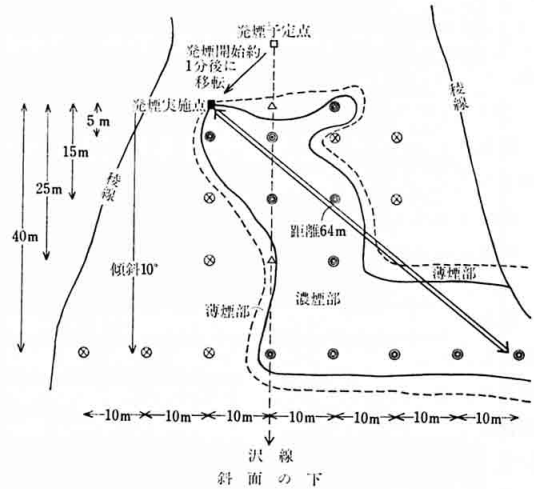 発煙予定点
発煙開始約
1分後に
移転
発煙実施点
稜線
稜線
5m
15m
25m
40m
傾斜10°
距離64m
薄煙部
濃煙部
薄煙部
10m 10m 10m 10m 10m 10m 10m
沢線
斜面の下